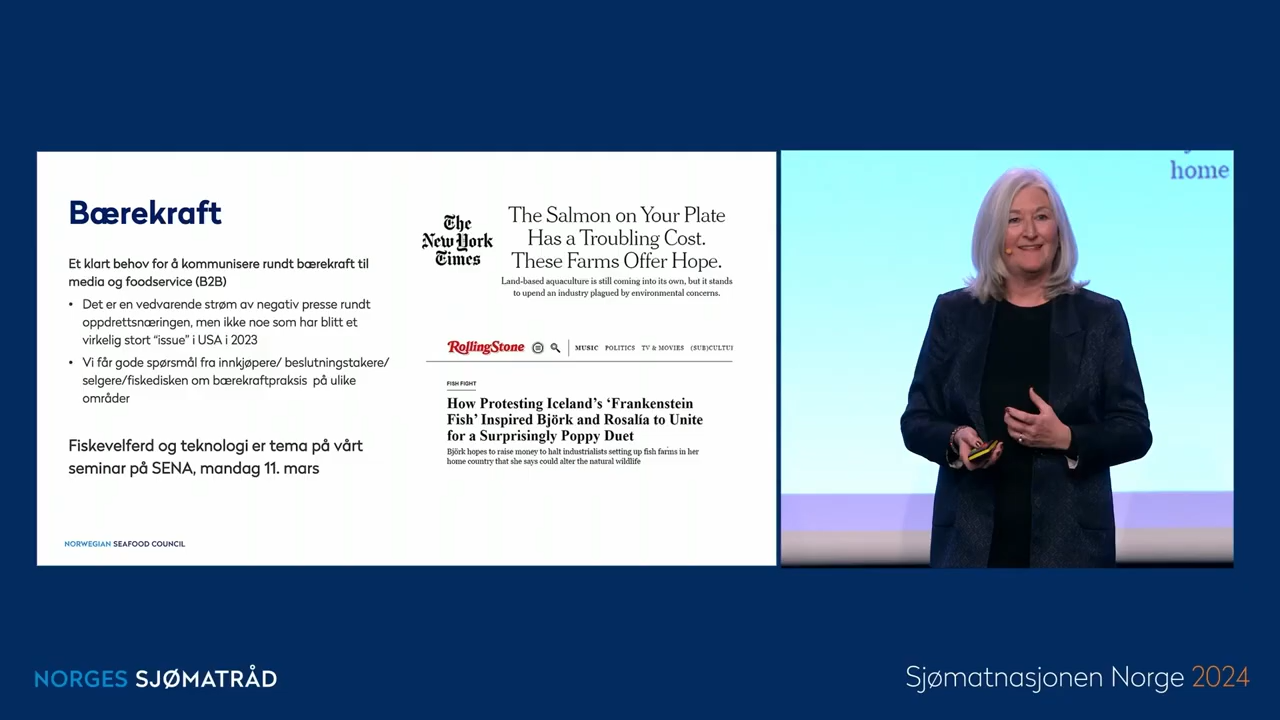 Bærekraft
Et klart behov for å kommunisere rundt bærekraft til
media og foodservice (B2B)
• Det er en vedvarende strøm av negativ presse rundt
oppdrettsnæringen, men ikke noe som har blitt et
virkelig stort “issue” i USA i 2023
• Vi får gode spørsmål fra innkjøpere/ beslutningstakere/
selgere/fiskedisken om bærekraftpraksis på ulike
områder
Fiskevelferd og teknologi er tema på vårt
seminar på SENA, mandag 11. mars
NORWEGIAN SEAFOOD COUNCIL
The
New York
Times
The Salmon on Your Plate
Has a Troubling Cost.
These Farms Offer Hope.
Land-based aquaculture is still coming into its own, but it stands
to upend an industry plagued by environmental concerns.
RollingStone MUSIC POLITICS TV & MOVIES (SUB)CULTU
FISH FIGHT
How Protesting Iceland’s ‘Frankenstein
Fish’ Inspired Björk and Rosalía to Unite
for a Surprisingly Poppy Duet
Björk hopes to raise money to halt industrialists setting up fish farms in her
home country that she says could alter the natural wildlife
home
NORGES SJØMATRÅD
Sjømatnasjonen Norge 2024